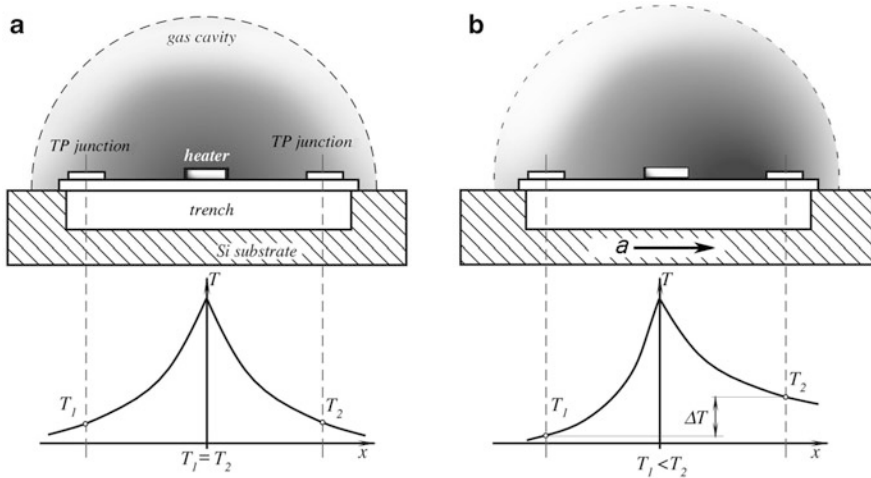 a
gas cavity
TP junction
heater
TP junction
trench
Si substrate
T
T1
T2
x
T1 = T2
b
a
T
T1
T2
ΔT
x
T1 < T2